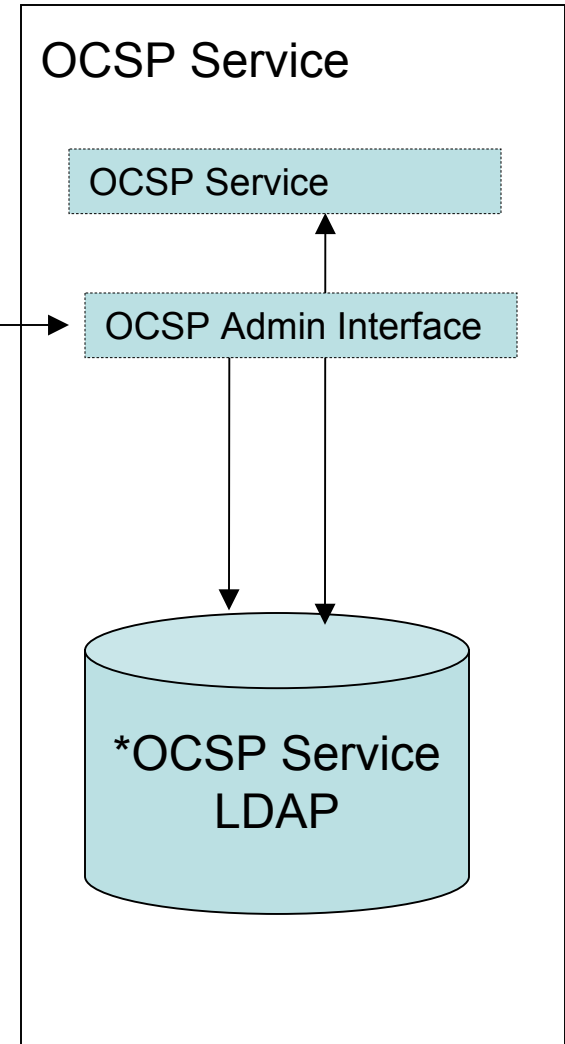 OCSP Service
OCSP Service
OCSP Admin Interface
*OCSP Service
LDAP